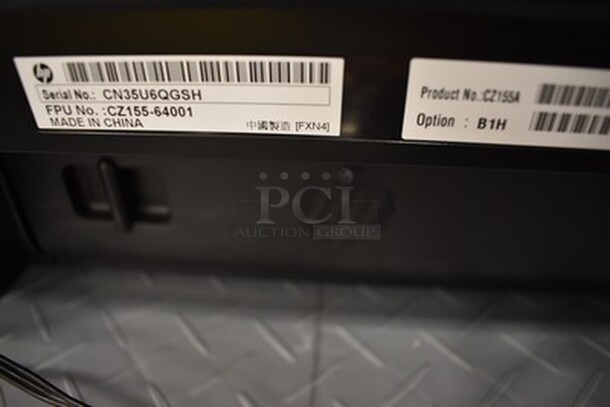 hp
Serial No.: CN35U6QGSH
FPU No. :CZ155-64001
MADE IN CHINA
中國製造 [FXN4]
Product No.:CZ155A
Option : B1H
PCI
AUCTION GROUP